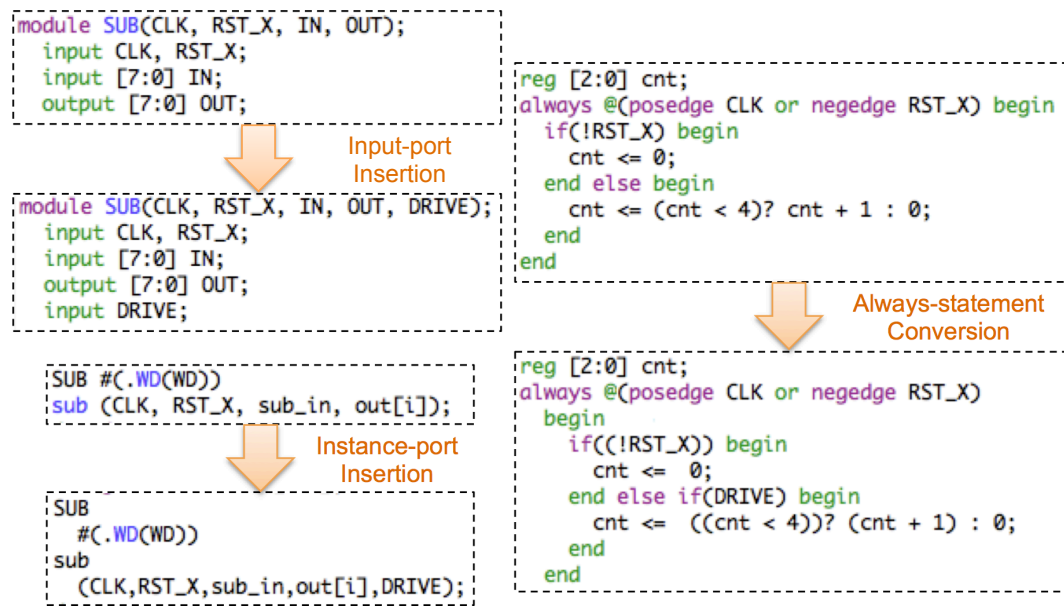 module SUB(CLK, RST_X, IN, OUT);
input CLK, RST_X;
input [7:0] IN;
output [7:0] OUT;
Input-port
Insertion
module SUB(CLK, RST_X, IN, OUT, DRIVE);
input CLK, RST_X;
input [7:0] IN;
output [7:0] OUT;
input DRIVE;
SUB #(.WD(WD))
sub (CLK, RST_X, sub_in, out[i]);
Instance-port
Insertion
SUB
#(.WD(WD))
sub
(CLK,RST_X,sub_in,out[i],DRIVE);
reg [2:0] cnt;
always @(posedge CLK or negedge RST_X) begin
if(!RST_X) begin
cnt <= 0;
end else begin
cnt <= (cnt < 4)? cnt + 1 : 0;
end
end
Always-statement
Conversion
reg [2:0] cnt;
always @(posedge CLK or negedge RST_X)
begin
if((!RST_X)) begin
cnt <=  0;
end else if(DRIVE) begin
cnt <=  ((cnt < 4))? (cnt + 1) : 0;
end
end